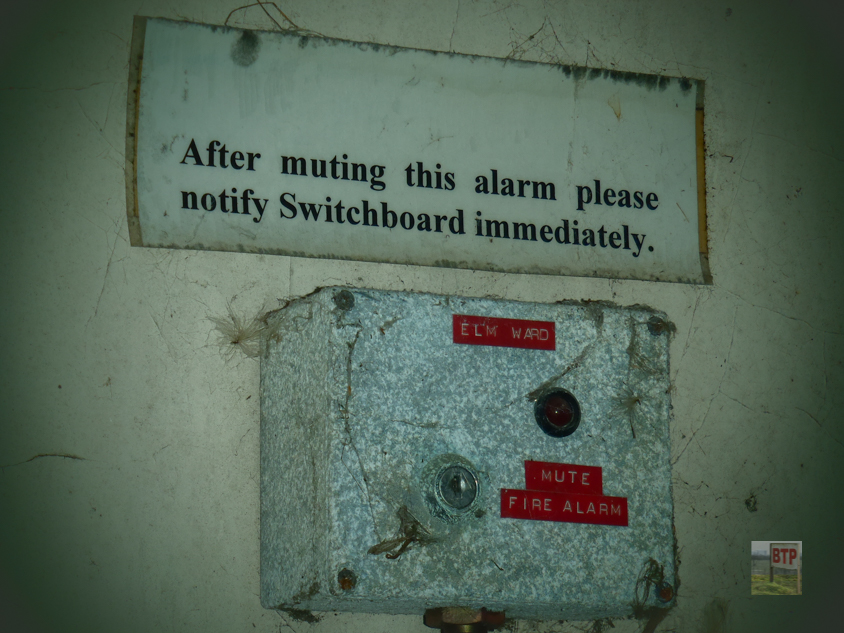 After muting this alarm please
notify Switchboard immediately.
ELM WARD
MUTE
FIRE ALARM
BTP